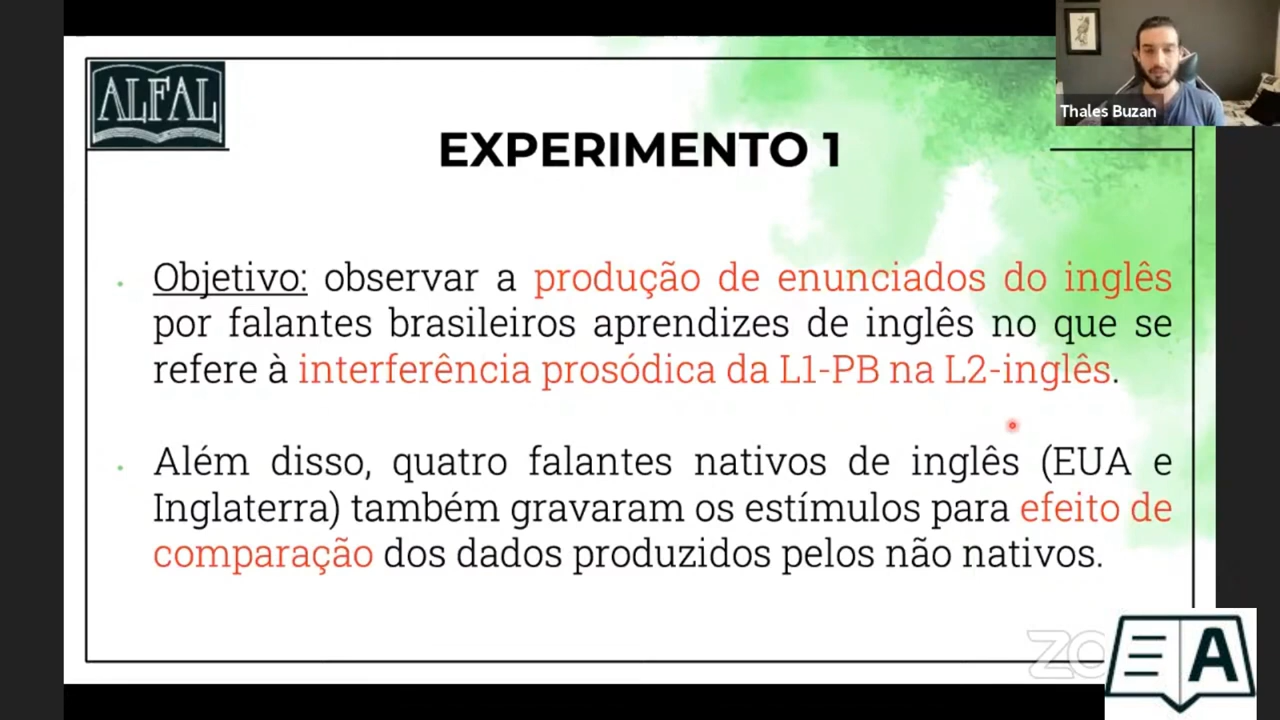 ALFAL
Thales Buzan
EXPERIMENTO 1
Objetivo: observar a produção de enunciados do inglês
por falantes brasileiros aprendizes de inglês no que se
refere à interferência prosódica da L1-PB na L2-inglês.
Além disso, quatro falantes nativos de inglês (EUA e
Inglaterra) também gravaram os estímulos para efeito de
comparação dos dados produzidos pelos não nativos.
A